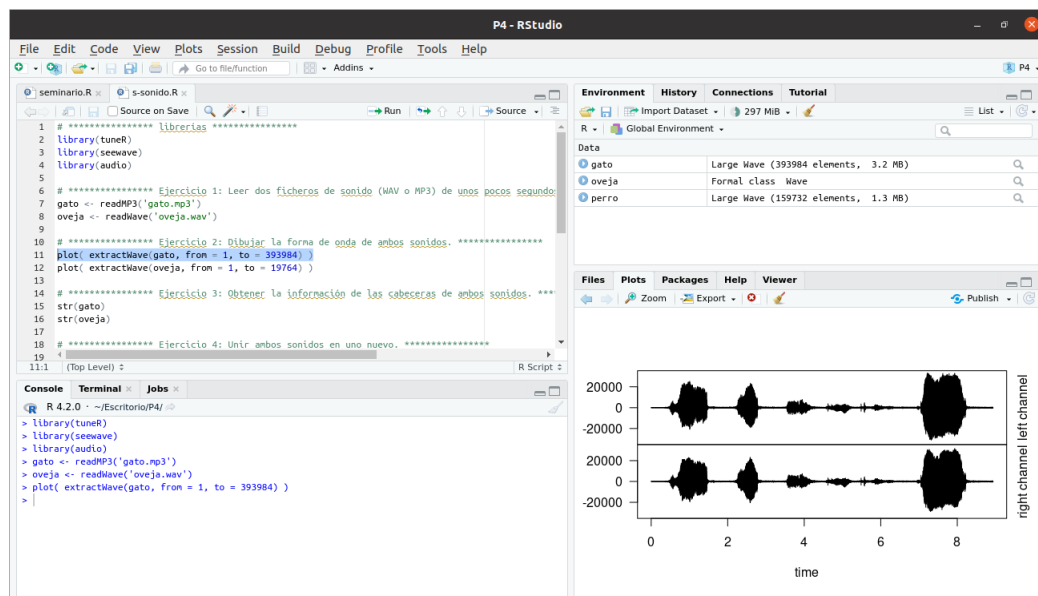 P4 - RStudio
File Edit Code View Plots Session Build Debug Profile Tools Help
Go to file/function Addins P4
seminario.R s-sonido.R
Source on Save Run Source
1 # **************** librerias ****************
2 library(tuneR)
3 library(seewave)
4 library(audio)
5
6 # **************** Ejercicio 1: Leer dos ficheros de sonido (WAV o MP3) de unos pocos segundos
7 gato <- readMP3('gato.mp3')
8 oveja <- readWave('oveja.wav')
9
10 # **************** Ejercicio 2: Dibujar la forma de onda de ambos sonidos. ****************
11 plot( extractWave(gato, from = 1, to = 393984) )
12 plot( extractWave(oveja, from = 1, to = 19764) )
13
14 # **************** Ejercicio 3: Obtener la información de las cabeceras de ambos sonidos. ***
15 str(gato)
16 str(oveja)
17
18 # **************** Ejercicio 4: Unir ambos sonidos en uno nuevo. ****************
19
11:1 (Top Level) R Script
Console Terminal Jobs
R 4.2.0 · ~/Escritorio/P4/
> library(tuneR)
> library(seewave)
> library(audio)
> gato <- readMP3('gato.mp3')
> oveja <- readWave('oveja.wav')
> plot( extractWave(gato, from = 1, to = 393984) )
>
Environment History Connections Tutorial
Import Dataset 297 MiB List
R Global Environment
Data
gato Large Wave (393984 elements, 3.2 MB)
oveja Formal class Wave
perro Large Wave (159732 elements, 1.3 MB)
Files Plots Packages Help Viewer
Zoom Export Publish
20000
0
-20000
left channel
20000
0
-20000
right channel
0 2 4 6 8
time